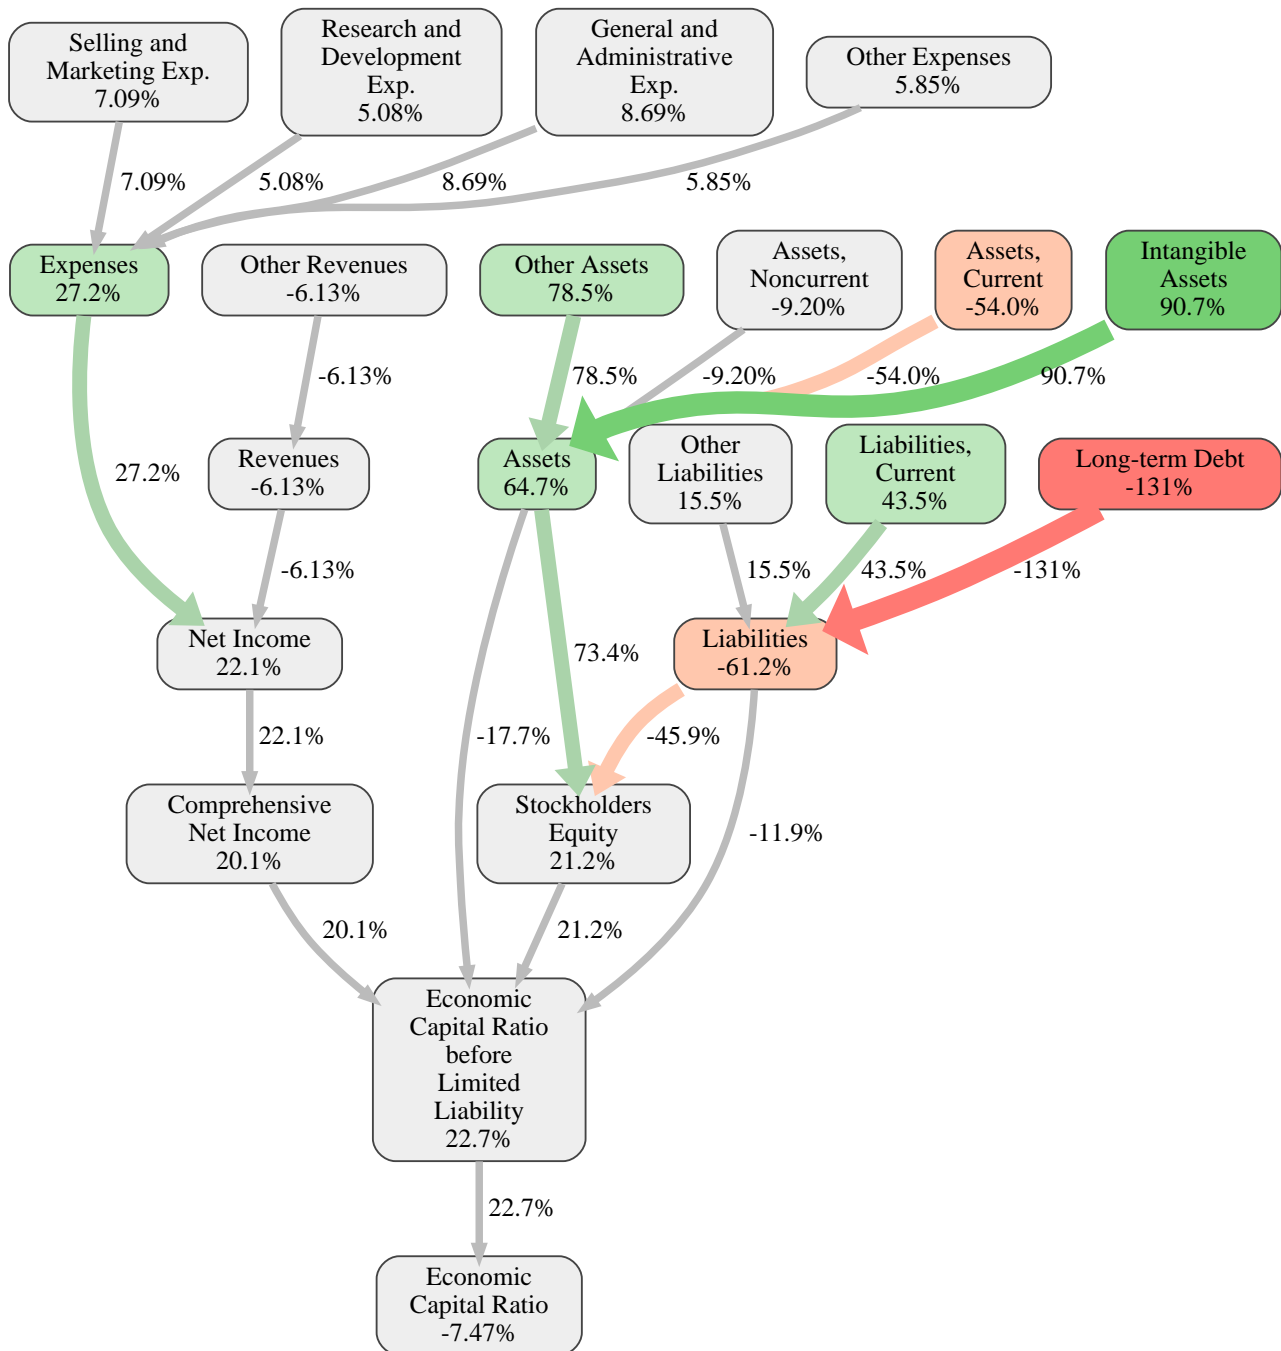 Selling and
Marketing Exp.
7.09%
Research and
Development
Exp.
5.08%
General and
Administrative
Exp.
8.69%
Other Expenses
5.85%
7.09%
5.08%
8.69%
5.85%
Expenses
27.2%
Other Revenues
-6.13%
Other Assets
78.5%
Assets,
Noncurrent
-9.20%
Assets,
Current
-54.0%
Intangible
Assets
90.7%
-6.13%
78.5%
-9.20%
-54.0%
90.7%
27.2%
Revenues
-6.13%
Assets
64.7%
Other
Liabilities
15.5%
Liabilities,
Current
43.5%
Long-term Debt
-131%
-6.13%
15.5%
43.5%
-131%
Net Income
22.1%
73.4%
Liabilities
-61.2%
22.1%
-17.7%
-45.9%
Comprehensive
Net Income
20.1%
Stockholders
Equity
21.2%
-11.9%
20.1%
21.2%
Economic
Capital Ratio
before
Limited
Liability
22.7%
22.7%
Economic
Capital Ratio
-7.47%